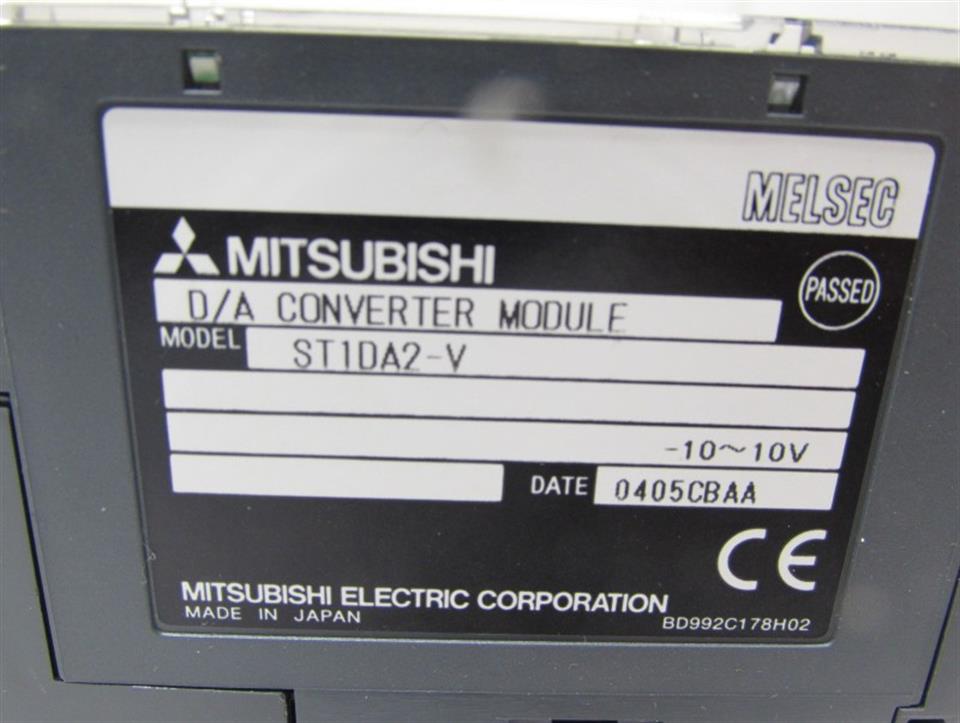 MELSEC
MITSUBISHI
PASSED
D/A CONVERTER MODULE
MODEL ST1DA2-V
-10~10V
DATE 0405CBAA
CE
MITSUBISHI ELECTRIC CORPORATION
MADE IN JAPAN BD992C178H02